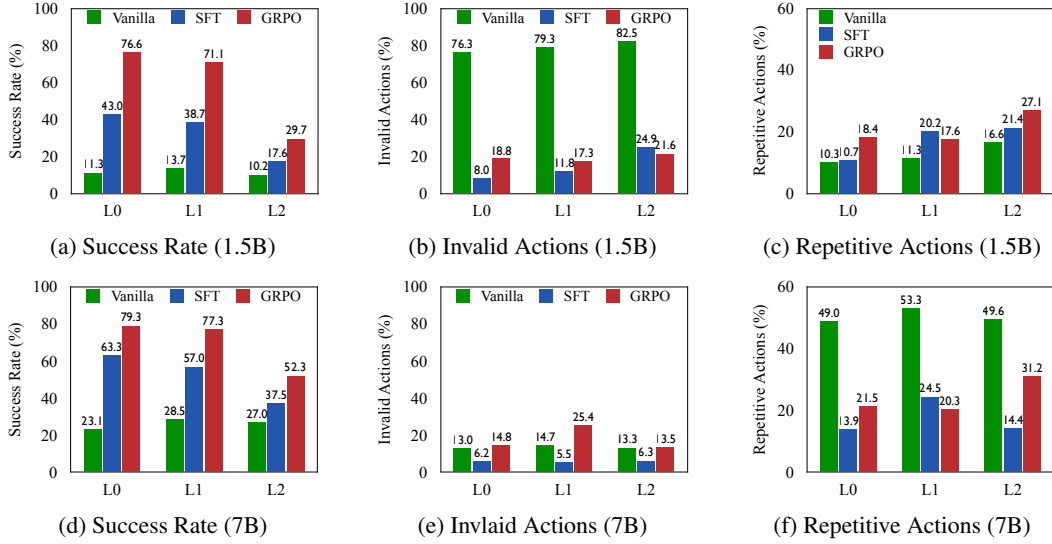 100
80
60
40
20
0
Success Rate (%)
Vanilla SFT GRPO
11.3 43.0 76.6
13.7 38.7 71.1
10.2 17.6 29.7
L0 L1 L2
(a) Success Rate (1.5B)
100
80
60
40
20
0
Invalid Actions (%)
Vanilla SFT GRPO
76.3 8.0 18.8
79.3 11.8 17.3
82.5 24.9 21.6
L0 L1 L2
(b) Invalid Actions (1.5B)
60
40
20
0
Repetitive Actions (%)
Vanilla
SFT
GRPO
10.3 10.7 18.4
11.3 20.2 17.6
16.6 21.4 27.1
L0 L1 L2
(c) Repetitive Actions (1.5B)
100
80
60
40
20
0
Success Rate (%)
Vanilla SFT GRPO
23.1 63.3 79.3
28.5 57.0 77.3
27.0 37.5 52.3
L0 L1 L2
(d) Success Rate (7B)
100
80
60
40
20
0
Invalid Actions (%)
Vanilla SFT GRPO
13.0 6.2 14.8
14.7 5.5 25.4
13.3 6.3 13.5
L0 L1 L2
(e) Invlaid Actions (7B)
60
40
20
0
Repetitive Actions (%)
49.0 13.9 21.5
53.3 24.5 20.3
49.6 14.4 31.2
L0 L1 L2
(f) Repetitive Actions (7B)